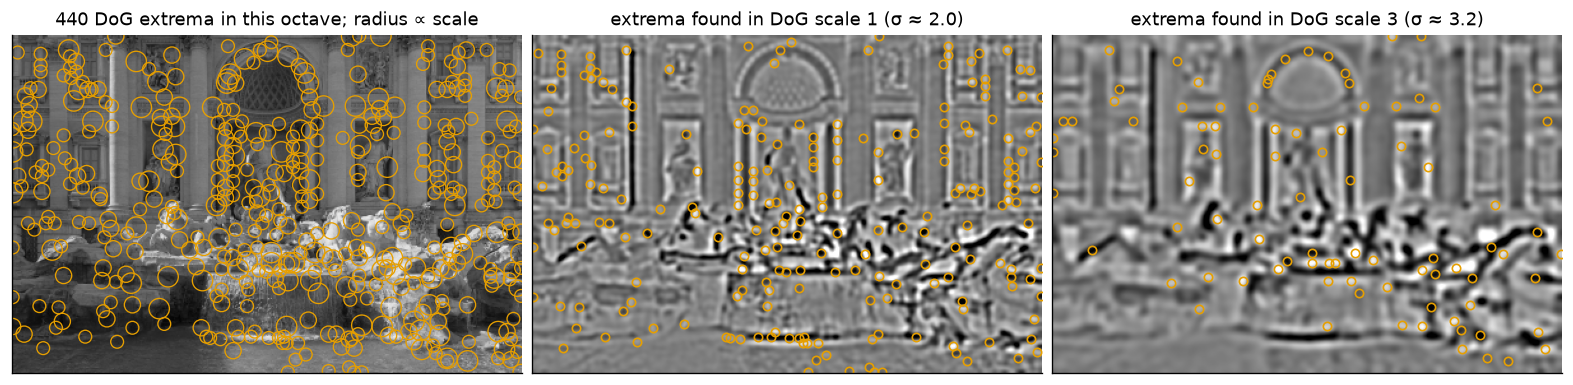 440 DoG extrema in this octave; radius ∝ scale
extrema found in DoG scale 1 (σ ≈ 2.0)
extrema found in DoG scale 3 (σ ≈ 3.2)